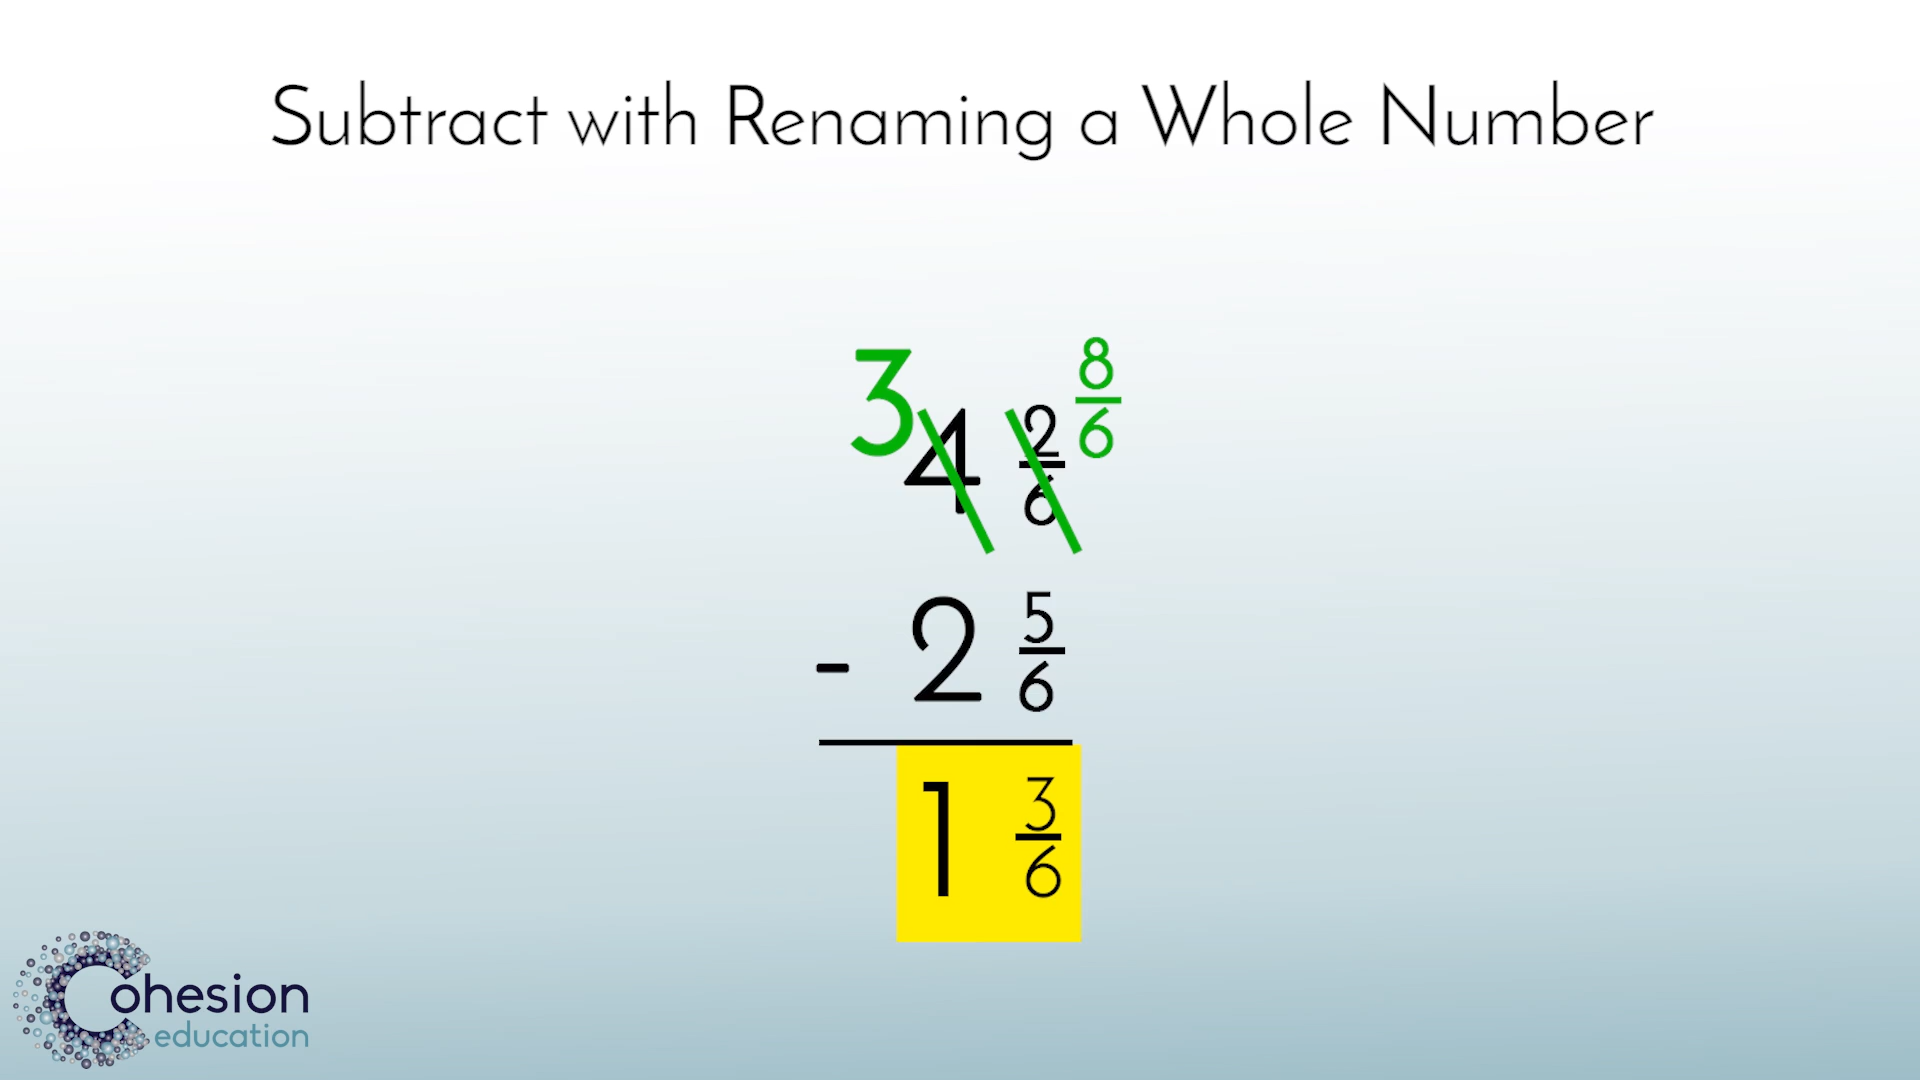 Subtract with Renaming a Whole Number
3 4 2/6 8/6
- 2 5/6
1 3/6
Cohesion
education